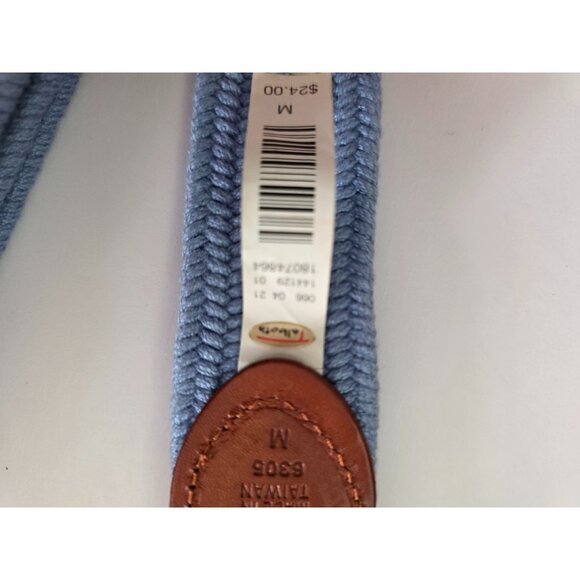 Talbots
066 04 21
144129 01
18074864
M
$24.00
MADE IN
TAIWAN
6305
M